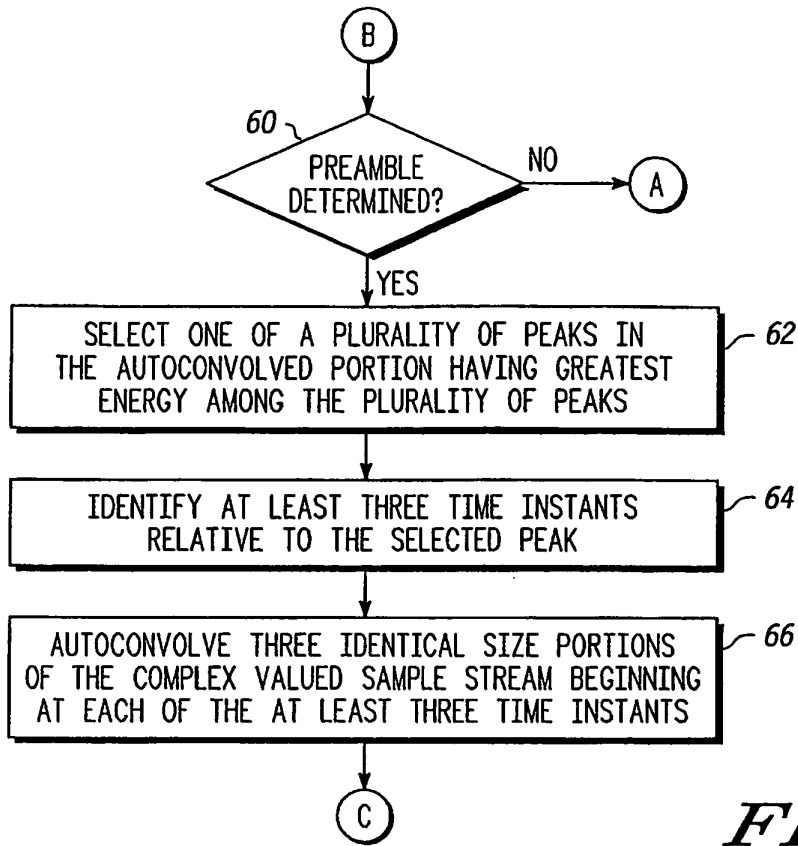 B
60
PREAMBLE
DETERMINED?
NO
A
YES
SELECT ONE OF A PLURALITY OF PEAKS IN
THE AUTOCONVOLVED PORTION HAVING GREATEST
ENERGY AMONG THE PLURALITY OF PEAKS
62
IDENTIFY AT LEAST THREE TIME INSTANTS
RELATIVE TO THE SELECTED PEAK
64
AUTOCONVOLVE THREE IDENTICAL SIZE PORTIONS
OF THE COMPLEX VALUED SAMPLE STREAM BEGINNING
AT EACH OF THE AT LEAST THREE TIME INSTANTS
66
C